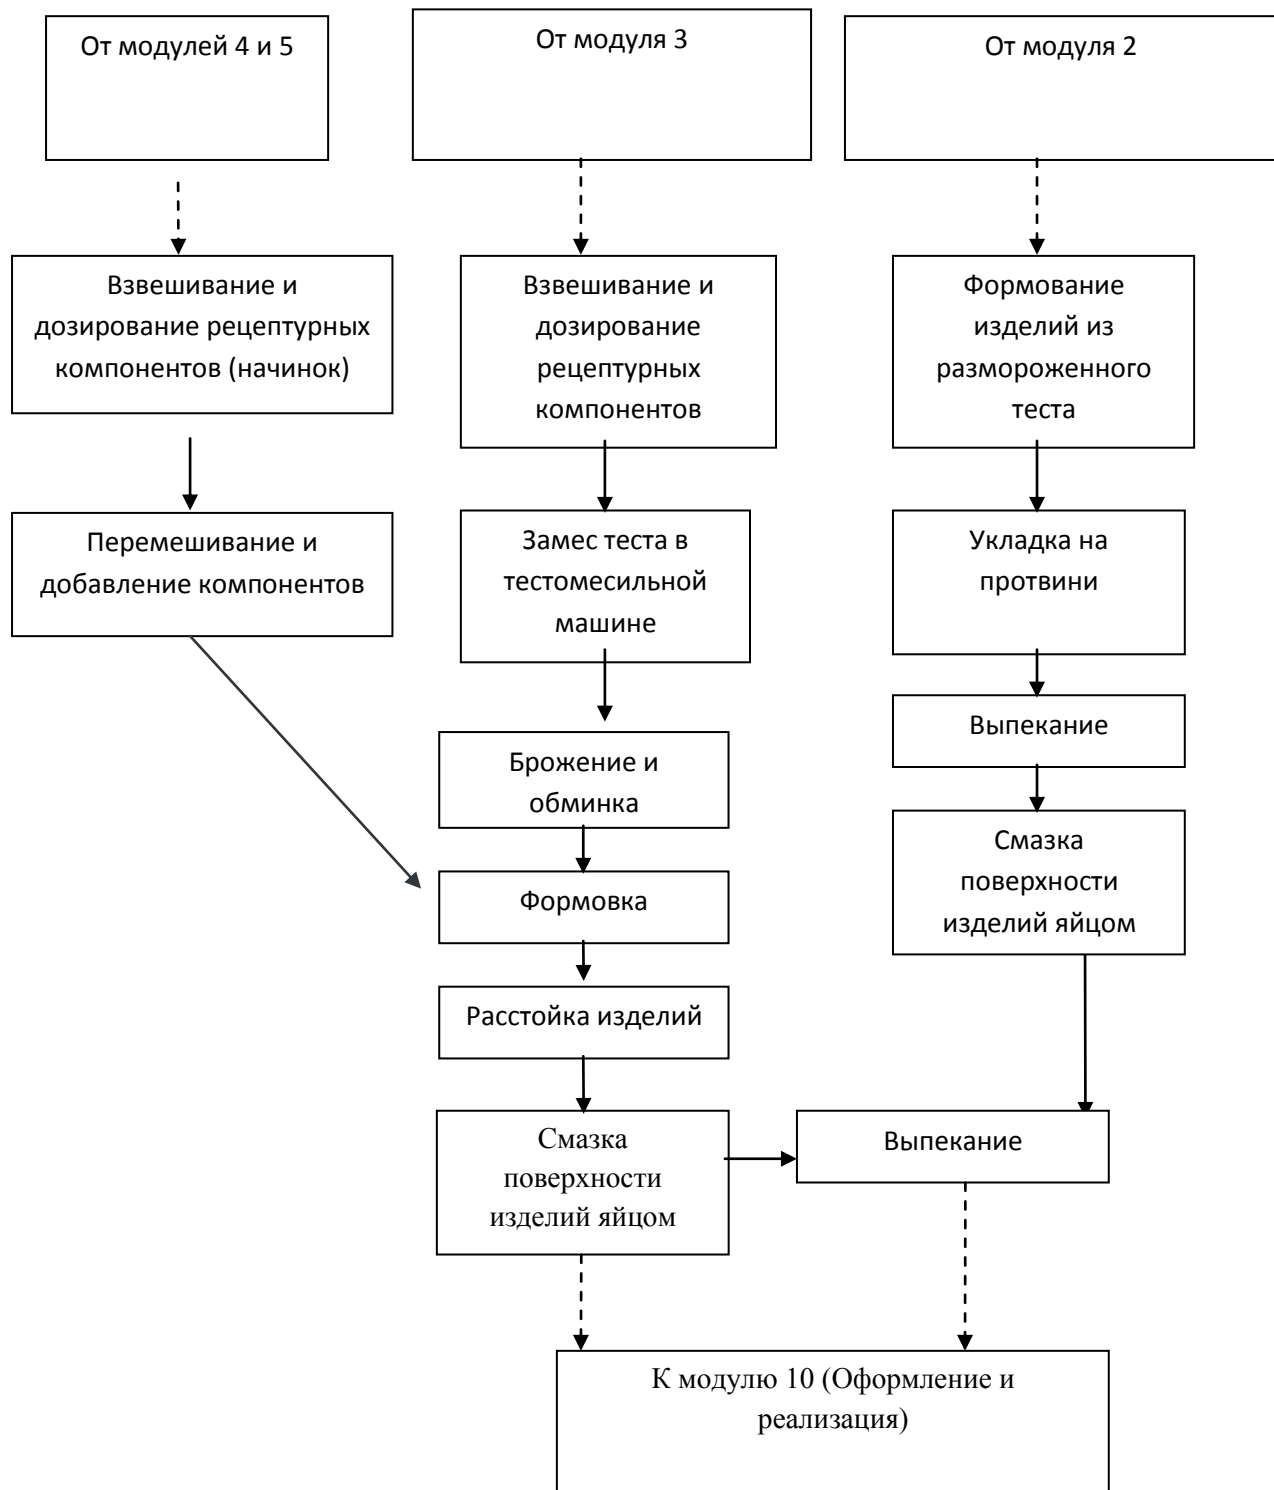 От модулей 4 и 5
От модуля 3
От модуля 2
Взвешивание и
дозирование рецептурных
компонентов (начинок)
Взвешивание и
дозирование
рецептурных
компонентов
Формование
изделий из
размороженного
теста
Перемешивание и
добавление компонентов
Замес теста в
тестомесильной
машине
Укладка на
протвини
Выпекание
Брожение и
обминка
Смазка
поверхности
изделий яйцом
Формовка
Расстойка изделий
Смазка
поверхности
изделий яйцом
Выпекание
К модулю 10 (Оформление и
реализация)